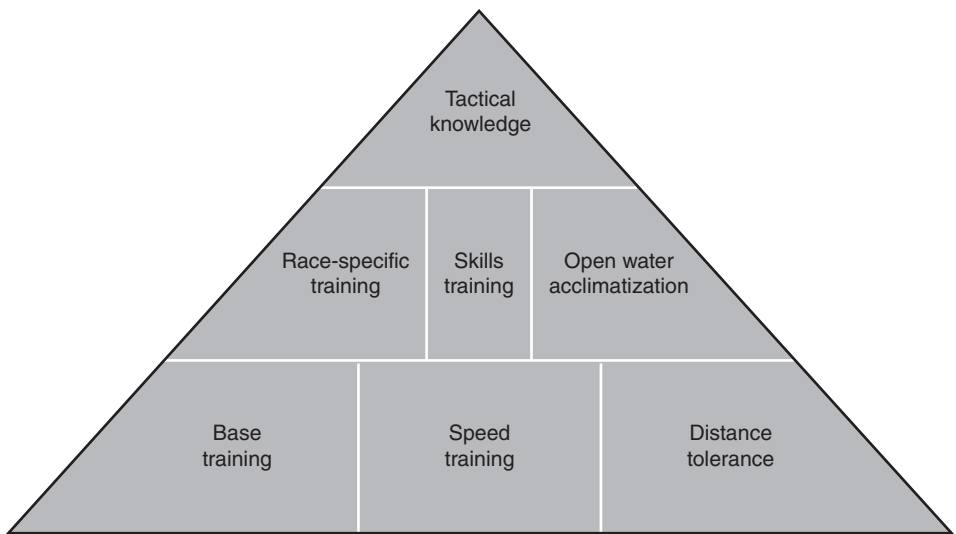 Tactical
knowledge
Race-specific
training
Skills
training
Open water
acclimatization
Base
training
Speed
training
Distance
tolerance